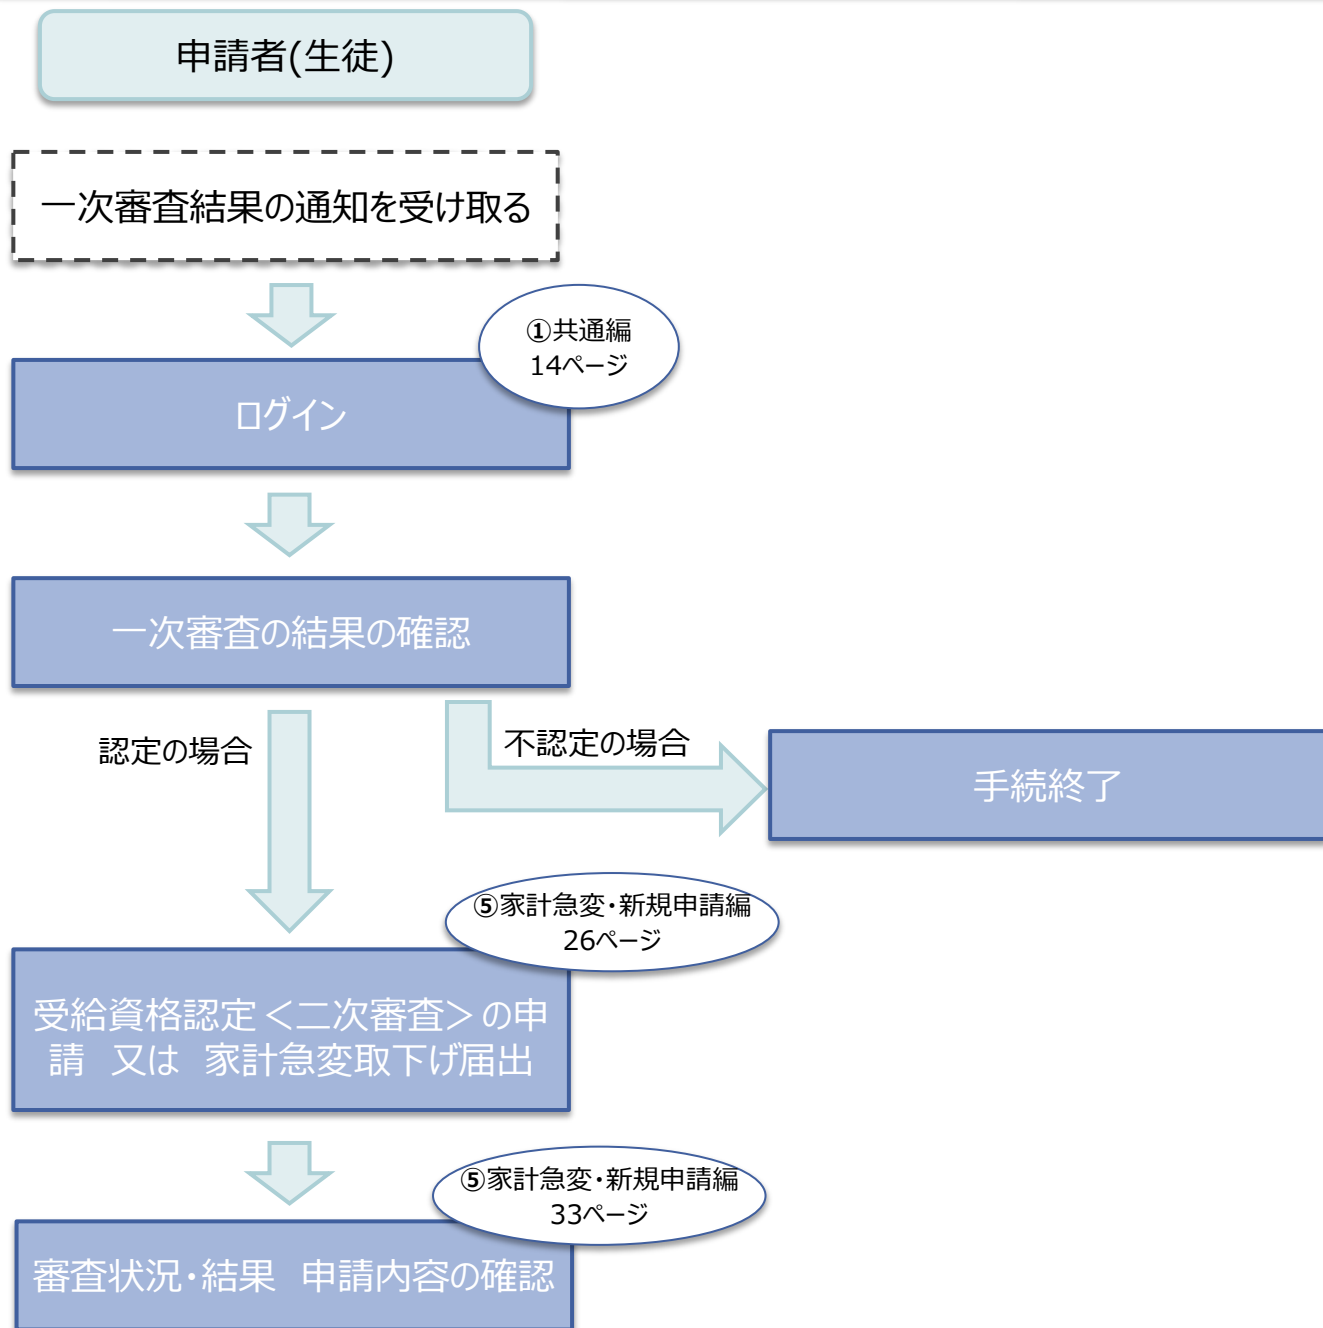 申請者(生徒)
一次審査結果の通知を受け取る
①共通編
14ページ
ログイン
一次審査の結果の確認
認定の場合
不認定の場合
手続終了
⑤家計急変・新規申請編
26ページ
受給資格認定＜二次審査＞の申
請　又は　家計急変取下げ届出
⑤家計急変・新規申請編
33ページ
審査状況・結果　申請内容の確認